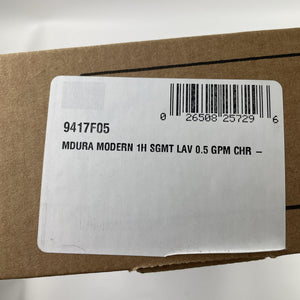 0 26508 25729 6
9417F05
MDURA MODERN 1H SGMT LAV 0.5 GPM CHR –